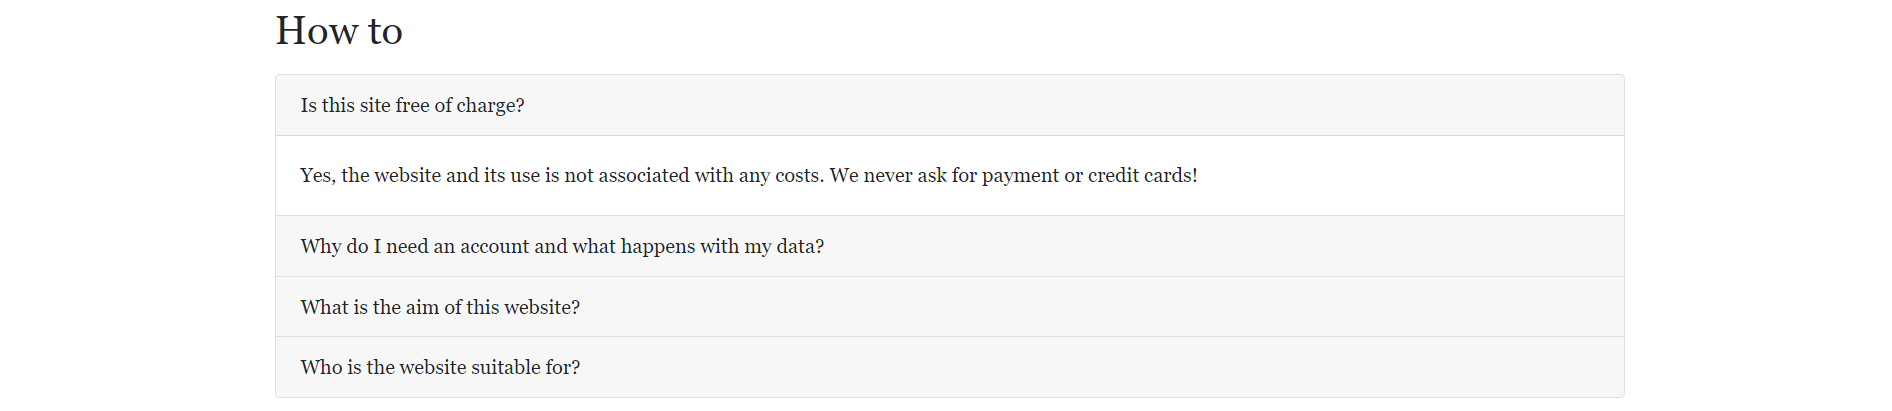 How to
Is this site free of charge?
Yes, the website and its use is not associated with any costs. We never ask for payment or credit cards!
Why do I need an account and what happens with my data?
What is the aim of this website?
Who is the website suitable for?